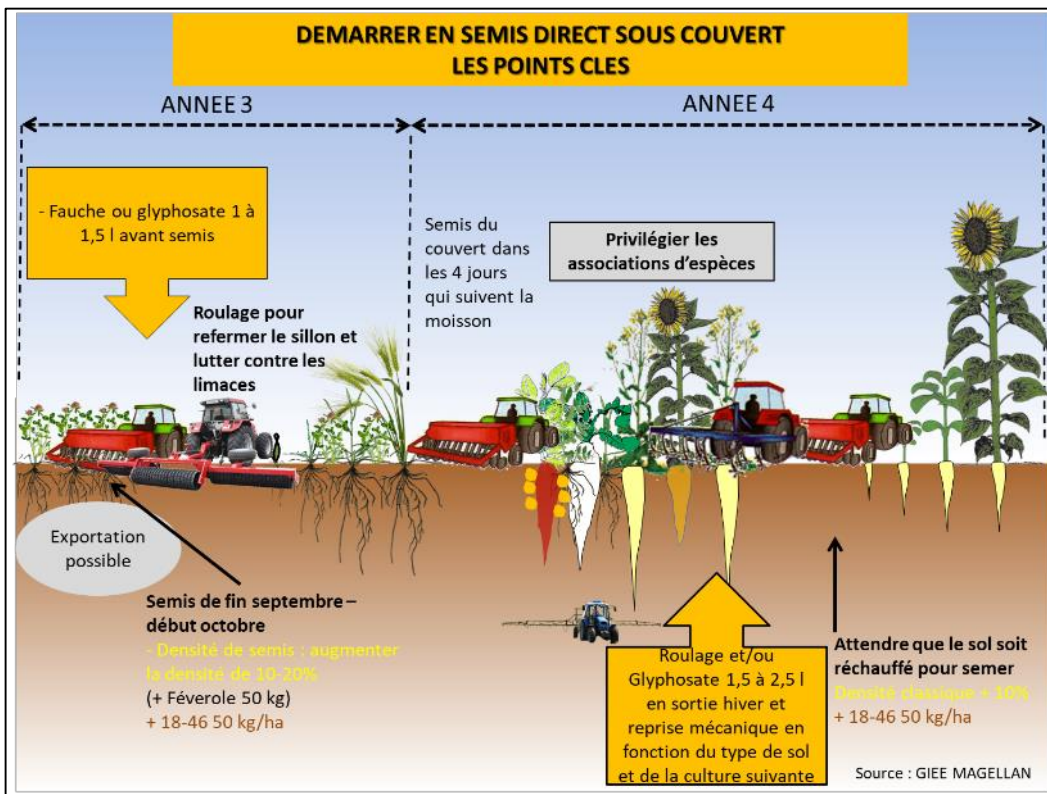 DEMARRER EN SEMIS DIRECT SOUS COUVERT
LES POINTS CLES
ANNEE 3
ANNEE 4
- Fauche ou glyphosate 1 à
1,5 l avant semis
Roulage pour
refermer le sillon et
lutter contre les
limaces
Semis du
couvert dans
les 4 jours
qui suivent la
moisson
Privilégier les
associations d'espèces
Exportation
possible
Semis de fin septembre –
début octobre
- Densité de semis : augmenter
la densité de 10-20%
(+ Féverole 50 kg)
+ 18-46 50 kg/ha
Roulage et/ou
Glyphosate 1,5 à 2,5 l
en sortie hiver et
reprise mécanique en
fonction du type de sol
et de la culture suivante
Attendre que le sol soit
réchauffé pour semer
Densité classique + 10%
+ 18-46 50 kg/ha
Source : GIEE MAGELLAN